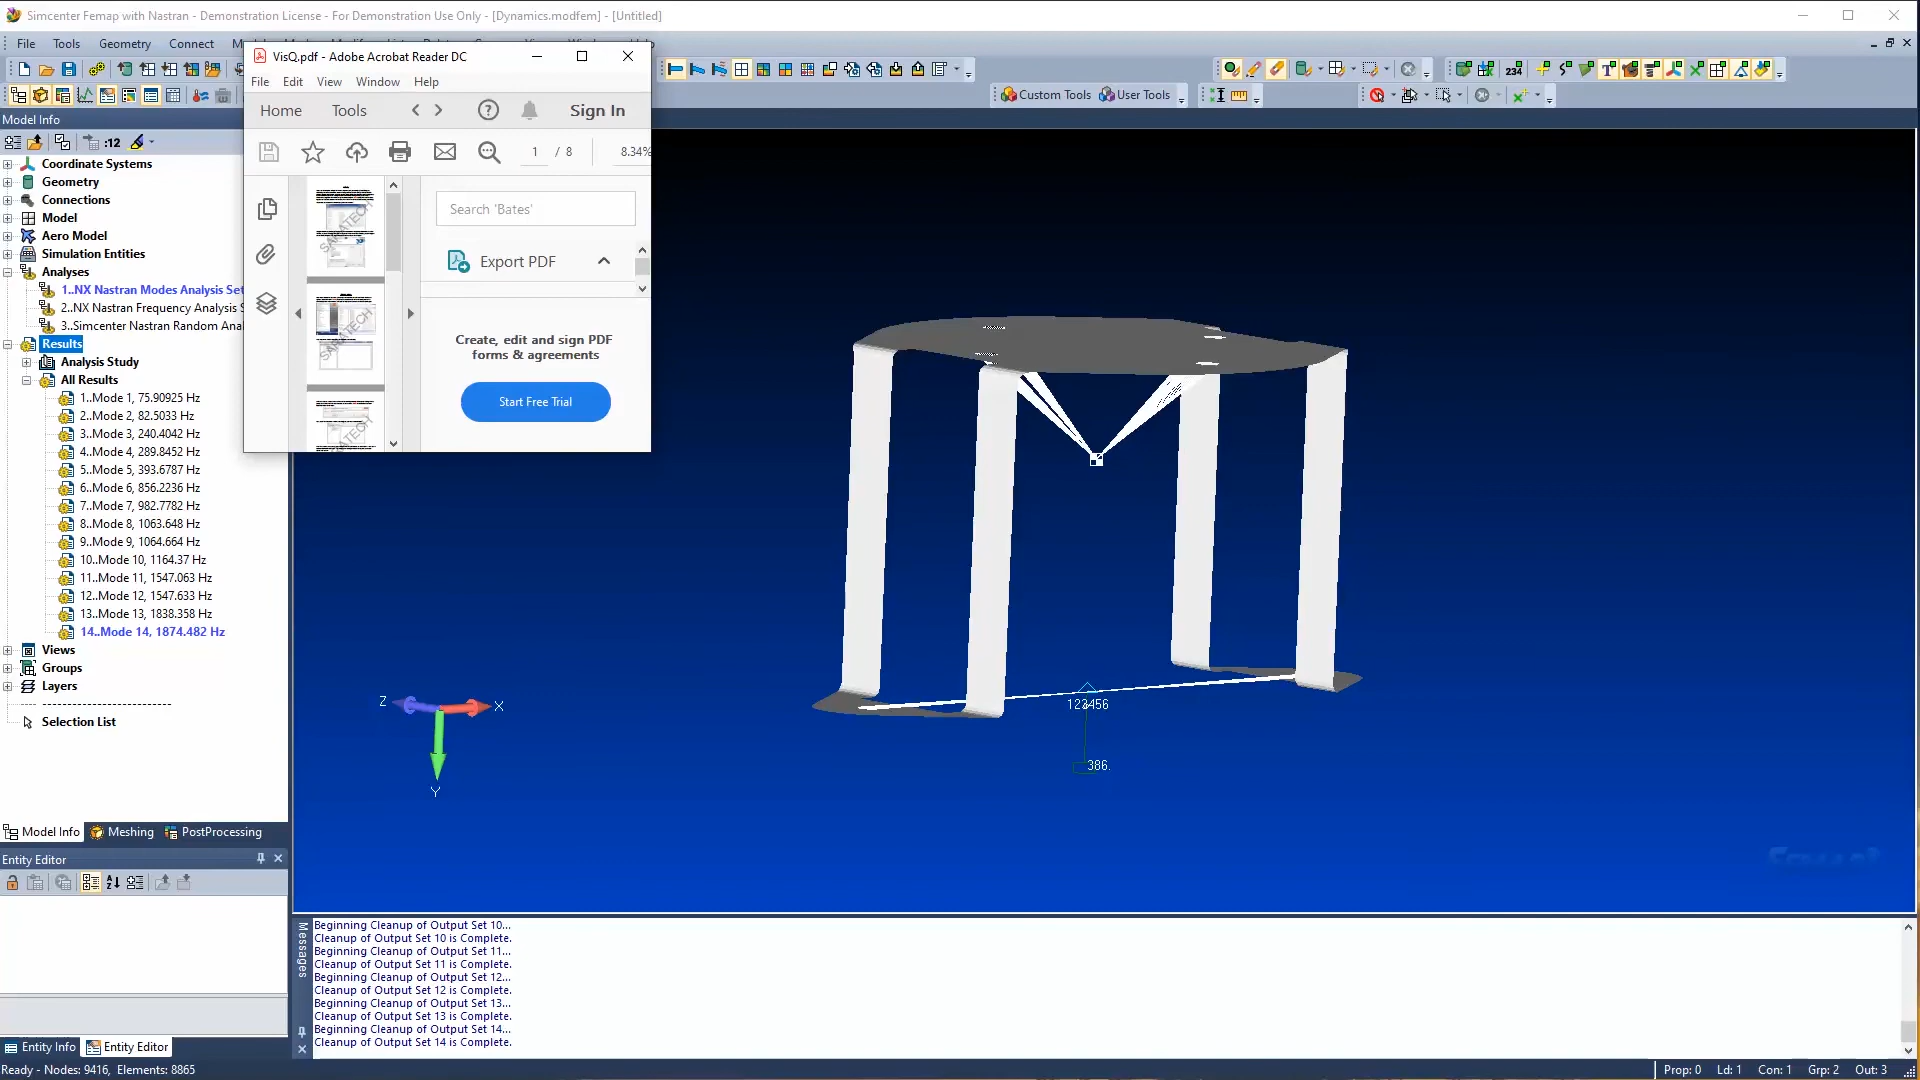 Simcenter Femap with Nastran - Demonstration License - For Demonstration Use Only - [Dynamics.modfem] - [Untitled]
File Tools Geometry Connect
VisQ.pdf - Adobe Acrobat Reader DC
File Edit View Window Help
Home Tools Sign In
1 / 8 8.34%
Search 'Bates'
Export PDF
Create, edit and sign PDF
forms & agreements
Start Free Trial
SARATECH
SARATECH
SARATECH
Custom Tools User Tools
234
Model Info
:12
Coordinate Systems
Geometry
Connections
Model
Aero Model
Simulation Entities
Analyses
1..NX Nastran Modes Analysis Set
2..NX Nastran Frequency Analysis S
3..Simcenter Nastran Random Ana
Results
Analysis Study
All Results
1..Mode 1, 75.90925 Hz
2..Mode 2, 82.5033 Hz
3..Mode 3, 240.4042 Hz
4..Mode 4, 289.8452 Hz
5..Mode 5, 393.6787 Hz
6..Mode 6, 856.2236 Hz
7..Mode 7, 982.7782 Hz
8..Mode 8, 1063.648 Hz
9..Mode 9, 1064.664 Hz
10..Mode 10, 1164.37 Hz
11..Mode 11, 1547.063 Hz
12..Mode 12, 1547.633 Hz
13..Mode 13, 1838.358 Hz
14..Mode 14, 1874.482 Hz
Views
Groups
Layers
Selection List
Model Info Meshing PostProcessing
Entity Editor
Entity Info Entity Editor
Z X
Y
123456
386.
Messages
Beginning Cleanup of Output Set 10...
Cleanup of Output Set 10 is Complete.
Beginning Cleanup of Output Set 11...
Cleanup of Output Set 11 is Complete.
Beginning Cleanup of Output Set 12...
Cleanup of Output Set 12 is Complete.
Beginning Cleanup of Output Set 13...
Cleanup of Output Set 13 is Complete.
Beginning Cleanup of Output Set 14...
Cleanup of Output Set 14 is Complete.
Ready - Nodes: 9416, Elements: 8865
Prop: 0 Ld: 1 Con: 1 Grp: 2 Out: 3